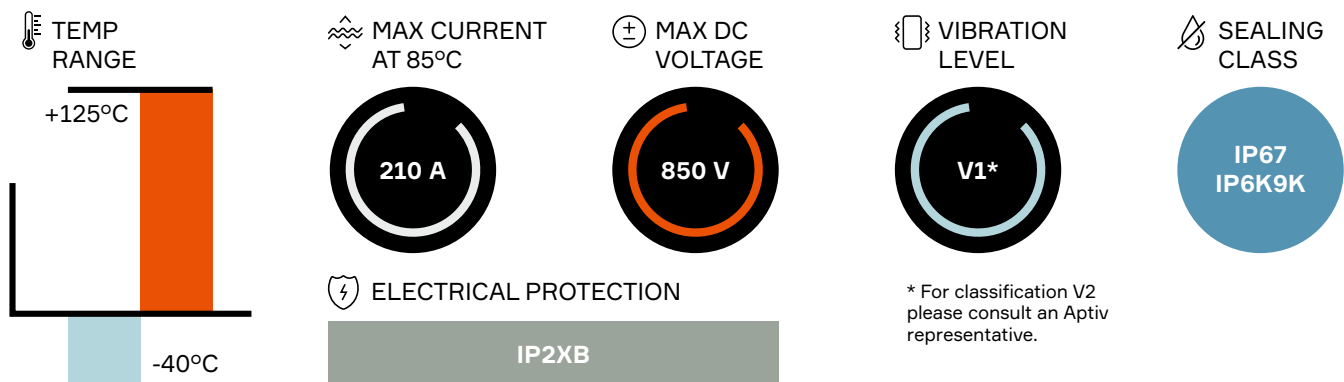 TEMP
RANGE
+125ºC
-40ºC
MAX CURRENT
AT 85ºC
210 A
MAX DC
VOLTAGE
850 V
ELECTRICAL PROTECTION
IP2XB
VIBRATION
LEVEL
V1*
* For classification V2
please consult an Aptiv
representative.
SEALING
CLASS
IP67
IP6K9K